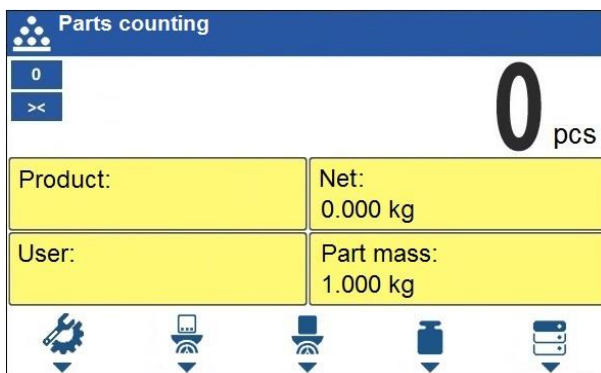 Parts counting
0
><
0 pcs
Product:
Net:
0.000 kg
User:
Part mass:
1.000 kg